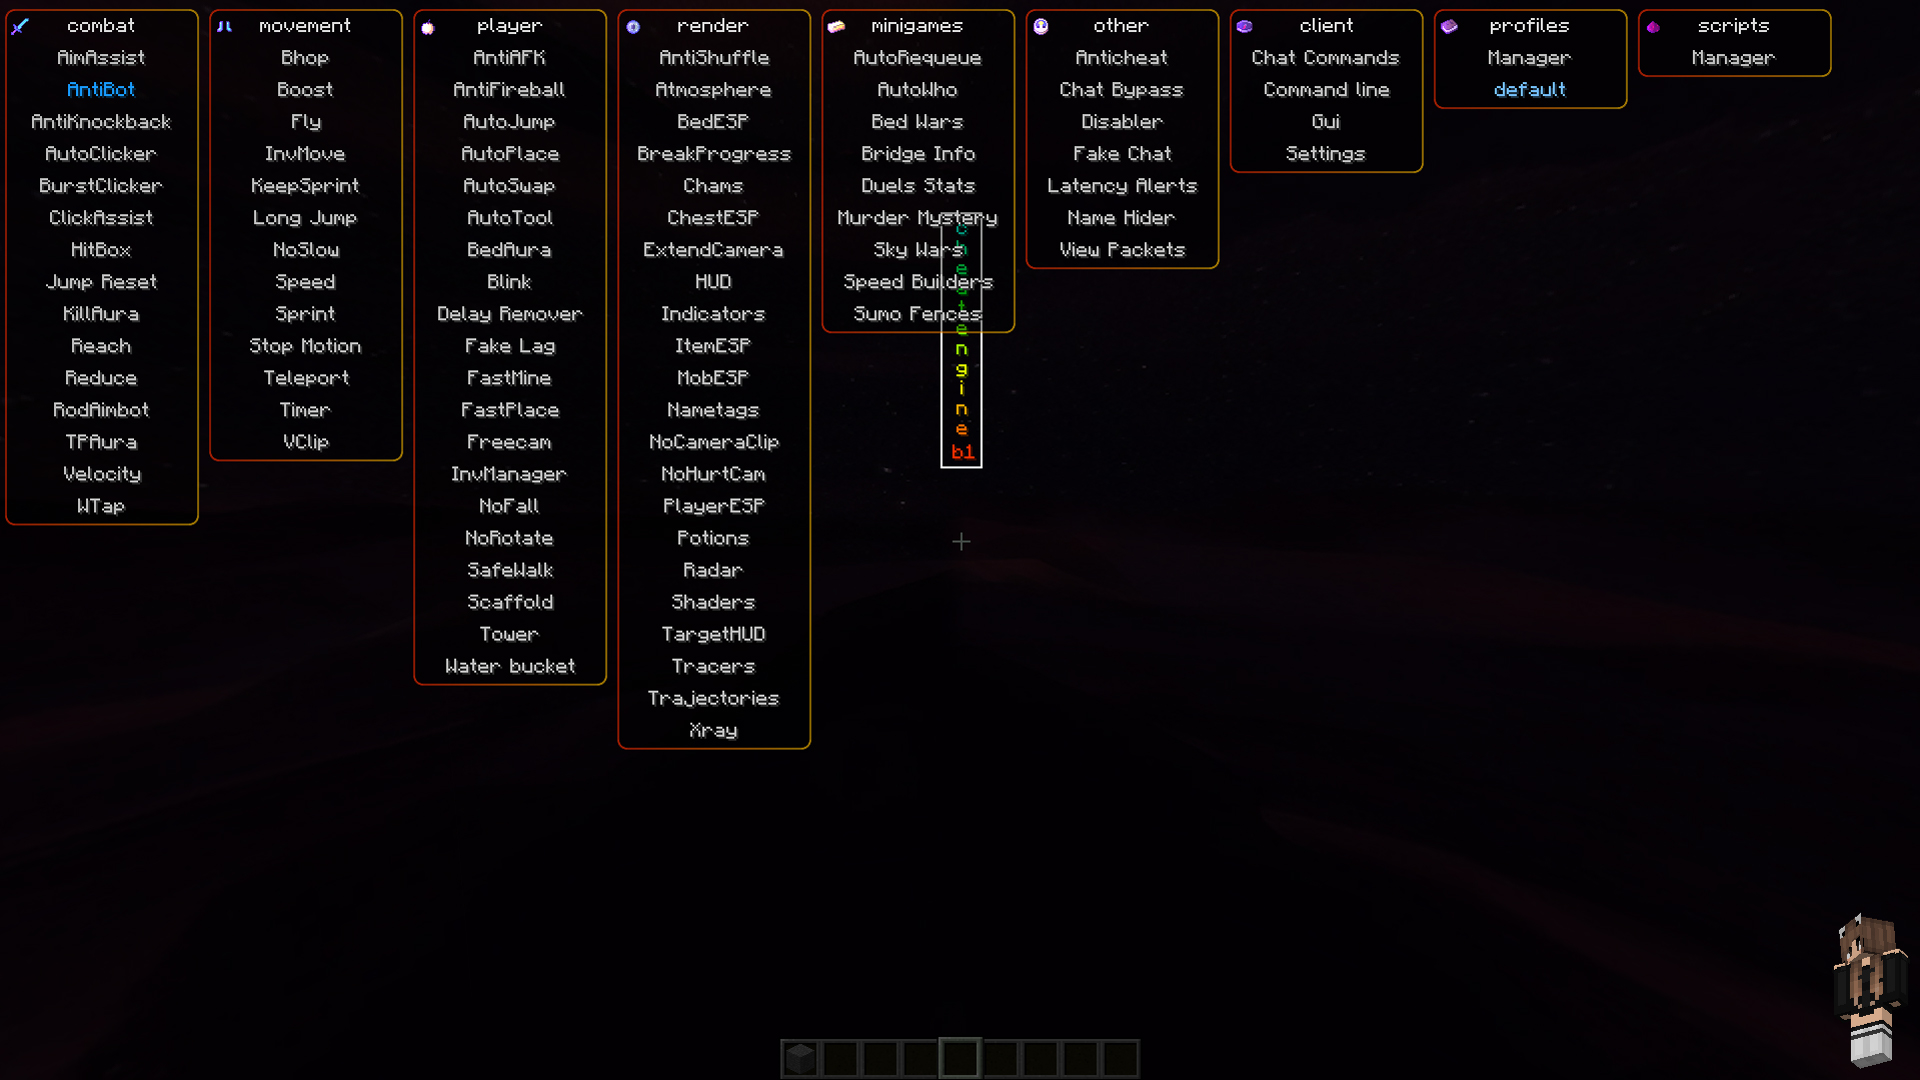 combat
AimAssist
AntiBot
AntiKnockback
AutoClicker
BurstClicker
ClickAssist
HitBox
Jump Reset
KillAura
Reach
Reduce
RodAimbot
TPAura
Velocity
WTap
movement
Bhop
Boost
Fly
InvMove
KeepSprint
Long Jump
NoSlow
Speed
Sprint
Stop Motion
Teleport
Timer
VClip
player
AntiAFK
AntiFireball
AutoJump
AutoPlace
AutoSwap
AutoTool
BedAura
Blink
Delay Remover
Fake Lag
FastMine
FastPlace
Freecam
InvManager
NoFall
NoRotate
SafeWalk
Scaffold
Tower
Water bucket
render
AntiShuffle
Atmosphere
BedESP
BreakProgress
Chams
ChestESP
ExtendCamera
HUD
Indicators
ItemESP
MobESP
Nametags
NoCameraClip
NoHurtCam
PlayerESP
Potions
Radar
Shaders
TargetHUD
Tracers
Trajectories
Xray
minigames
AutoRequeue
AutoWho
Bed Wars
Bridge Info
Duels Stats
Murder Mystery
Sky Wars
Speed Builders
Sumo Fences
c
h
e
a
t
e
n
g
i
n
e
b1
other
Anticheat
Chat Bypass
Disabler
Fake Chat
Latency Alerts
Name Hider
View Packets
client
Chat Commands
Command line
Gui
Settings
profiles
Manager
default
scripts
Manager